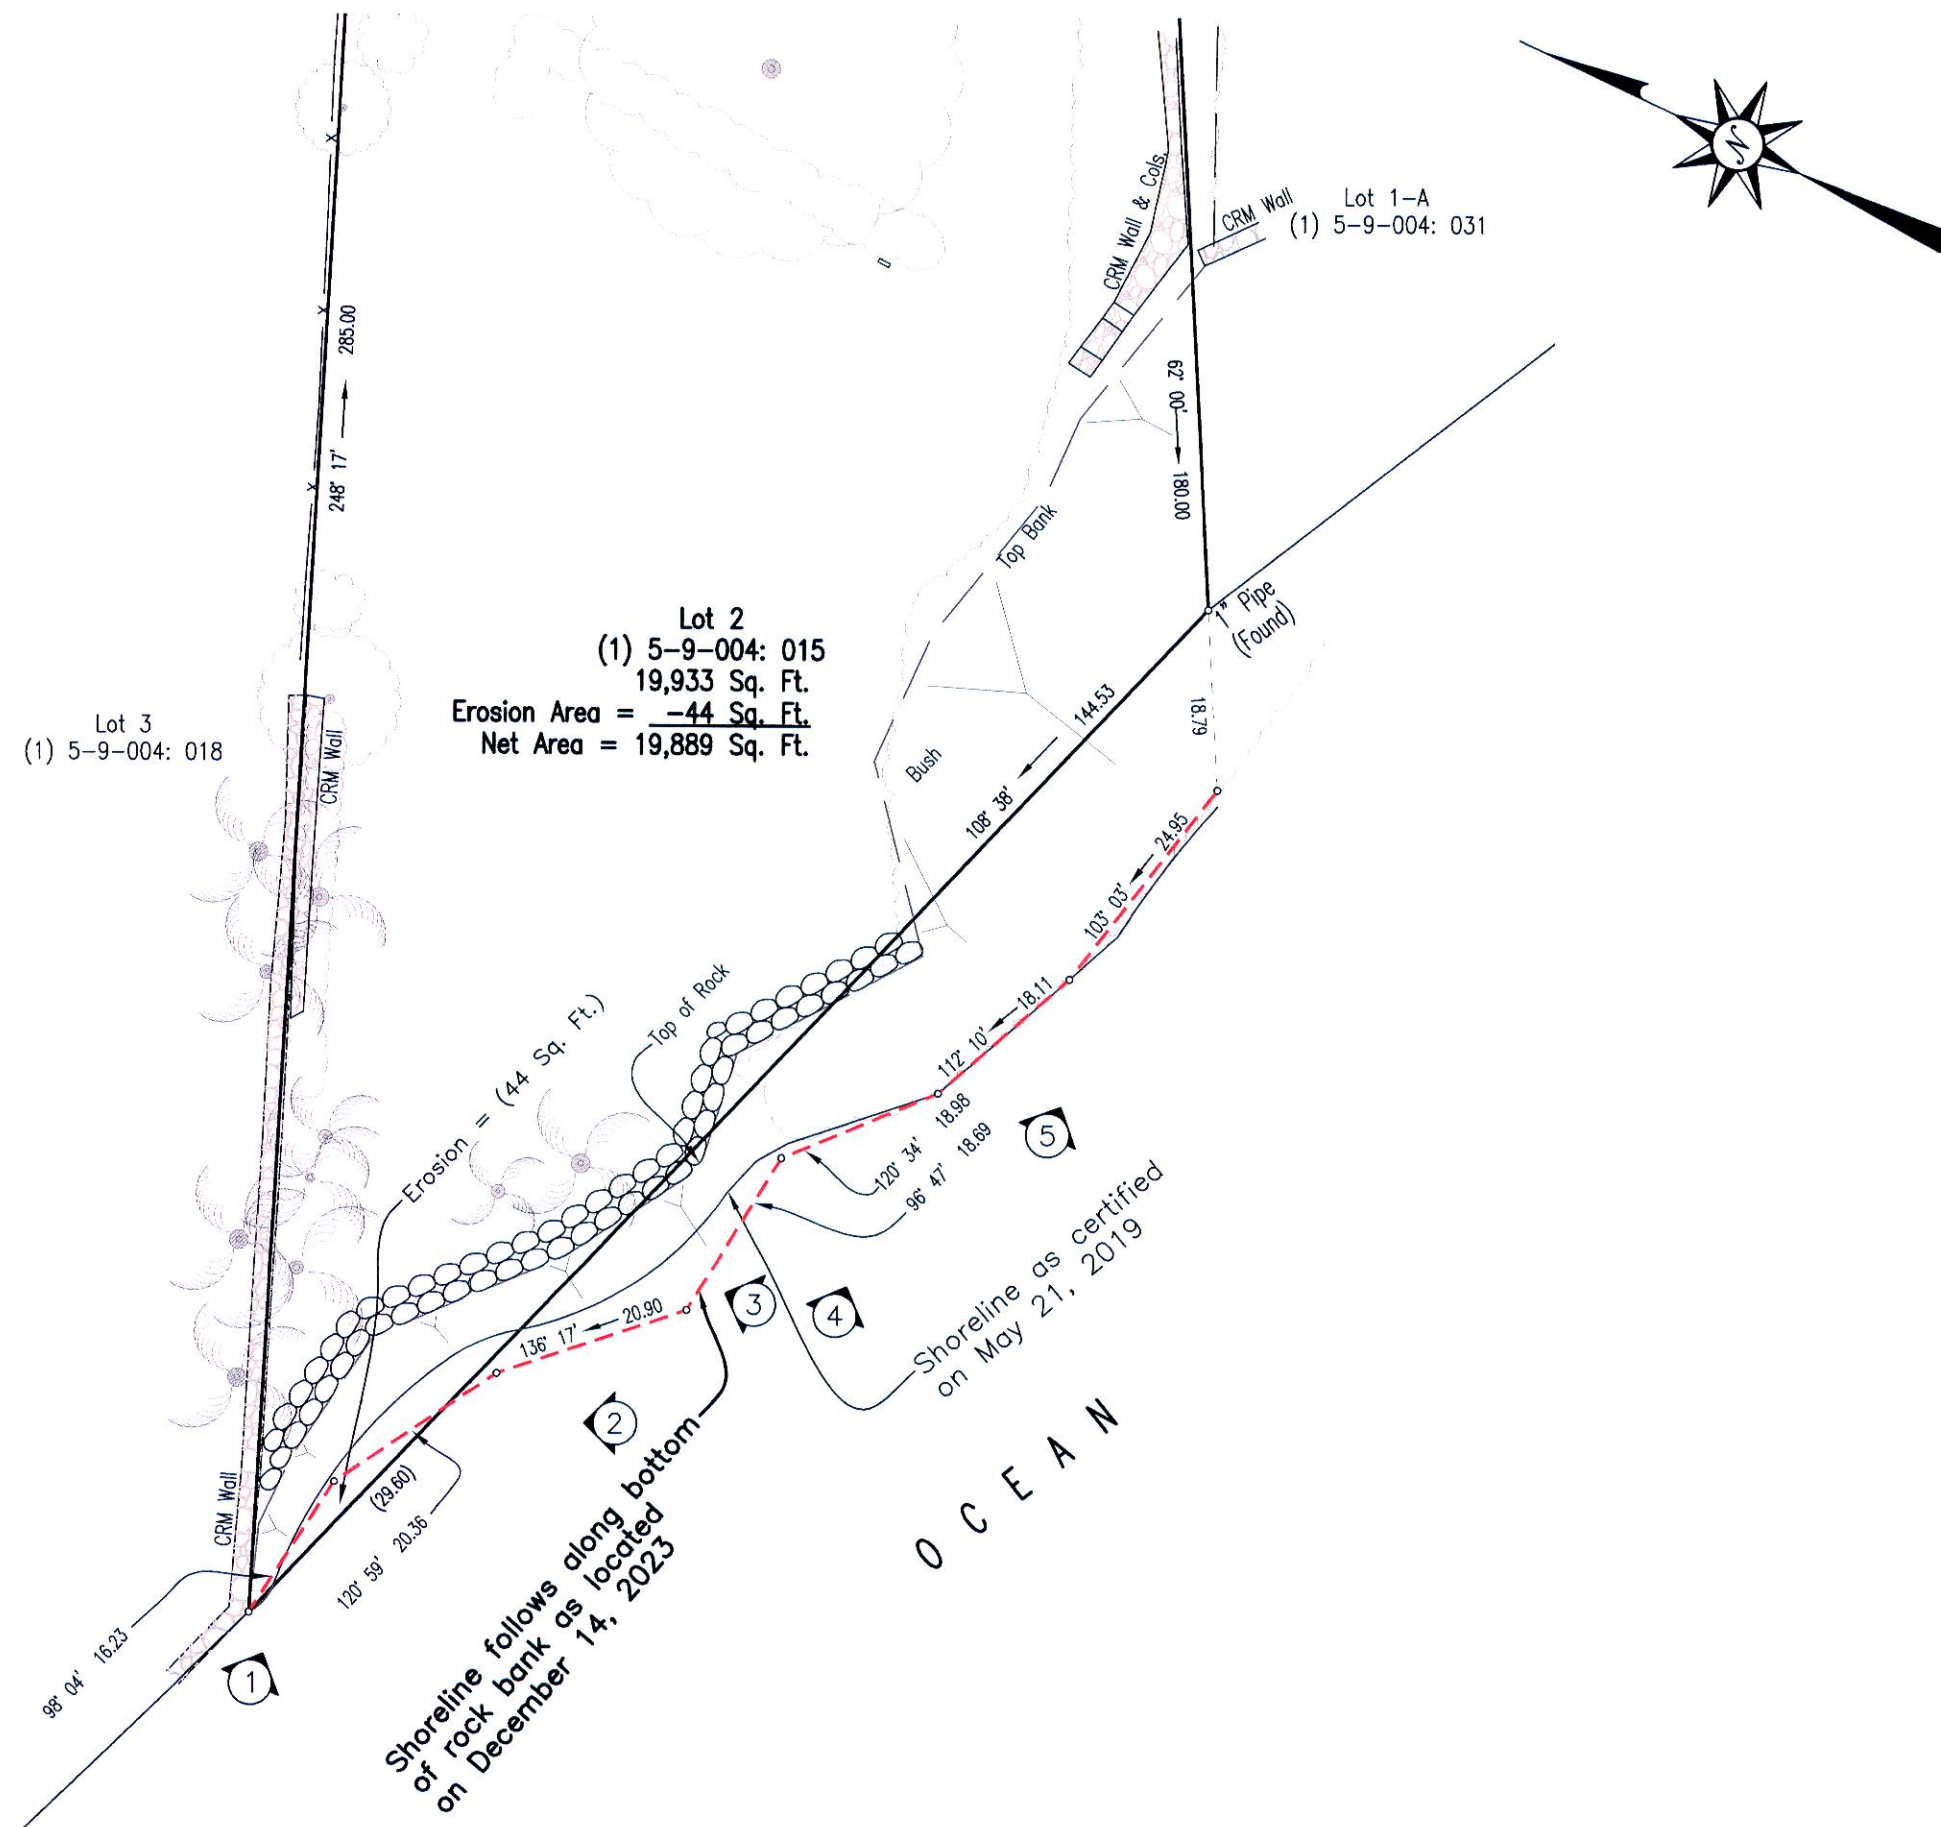 N
CRM Wall & Cols.
CRM Wall
Lot 1-A
(1) 5-9-004: 031
248° 17'
285.00
62° 00'
180.00
Top Bank
1" Pipe
(Found)
Lot 2
(1) 5-9-004: 015
19,933 Sq. Ft.
Erosion Area = -44 Sq. Ft.
Net Area = 19,889 Sq. Ft.
Lot 3
(1) 5-9-004: 018
CRM Wall
Bush
144.53
108° 38'
18.79
24.95
103° 03'
18.11
112° 10'
Top of Rock
Erosion = (44 Sq. Ft.)
120° 34' 18.98
96° 47' 18.69
5
Shoreline as certified
on May 21, 2019
3
4
20.90
136° 17'
2
OCEAN
CRM Wall
(29.60)
120° 59' 20.36
98° 04' 16.23
1
Shoreline follows along bottom
of rock bank as located
on December 14, 2023
X
X
X